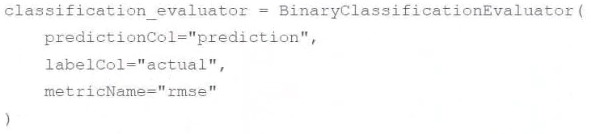 classification_evaluator = BinaryClassificationEvaluator(
    predictionCol="prediction",
    labelCol="actual",
    metricName="rmse"
)